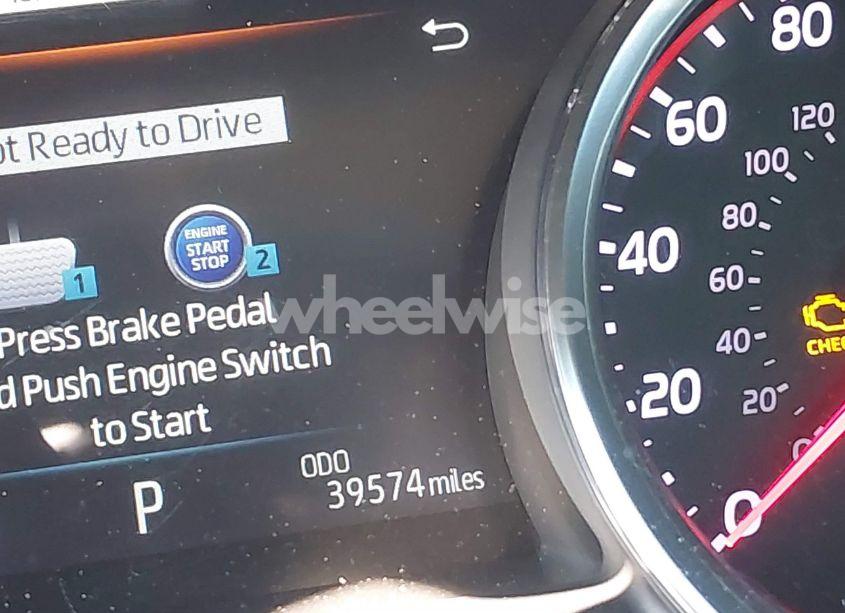 ot Ready to Drive
ENGINE
START
STOP
1
2
wheelwise
Press Brake Pedal
d Push Engine Switch
to Start
P
ODO
39574 miles
80
60
40
20
0
120
100
80
60
40
20
0
CHEC